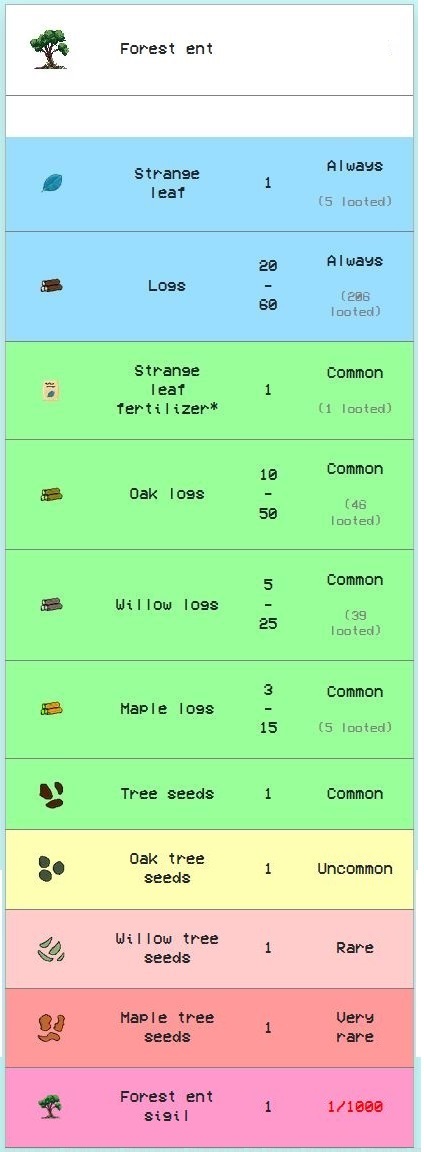 Forest ent
Strange
leaf
1
Always
(5 looted)
Logs
20
-
60
Always
(206
looted)
Strange
leaf
fertilizer*
1
Common
(1 looted)
Oak logs
10
-
50
Common
(46
looted)
Willow logs
5
-
25
Common
(39
looted)
Maple logs
3
-
15
Common
(5 looted)
Tree seeds
1
Common
Oak tree
seeds
1
Uncommon
Willow tree
seeds
1
Rare
Maple tree
seeds
1
Very
rare
Forest ent
sigil
1
1/1000